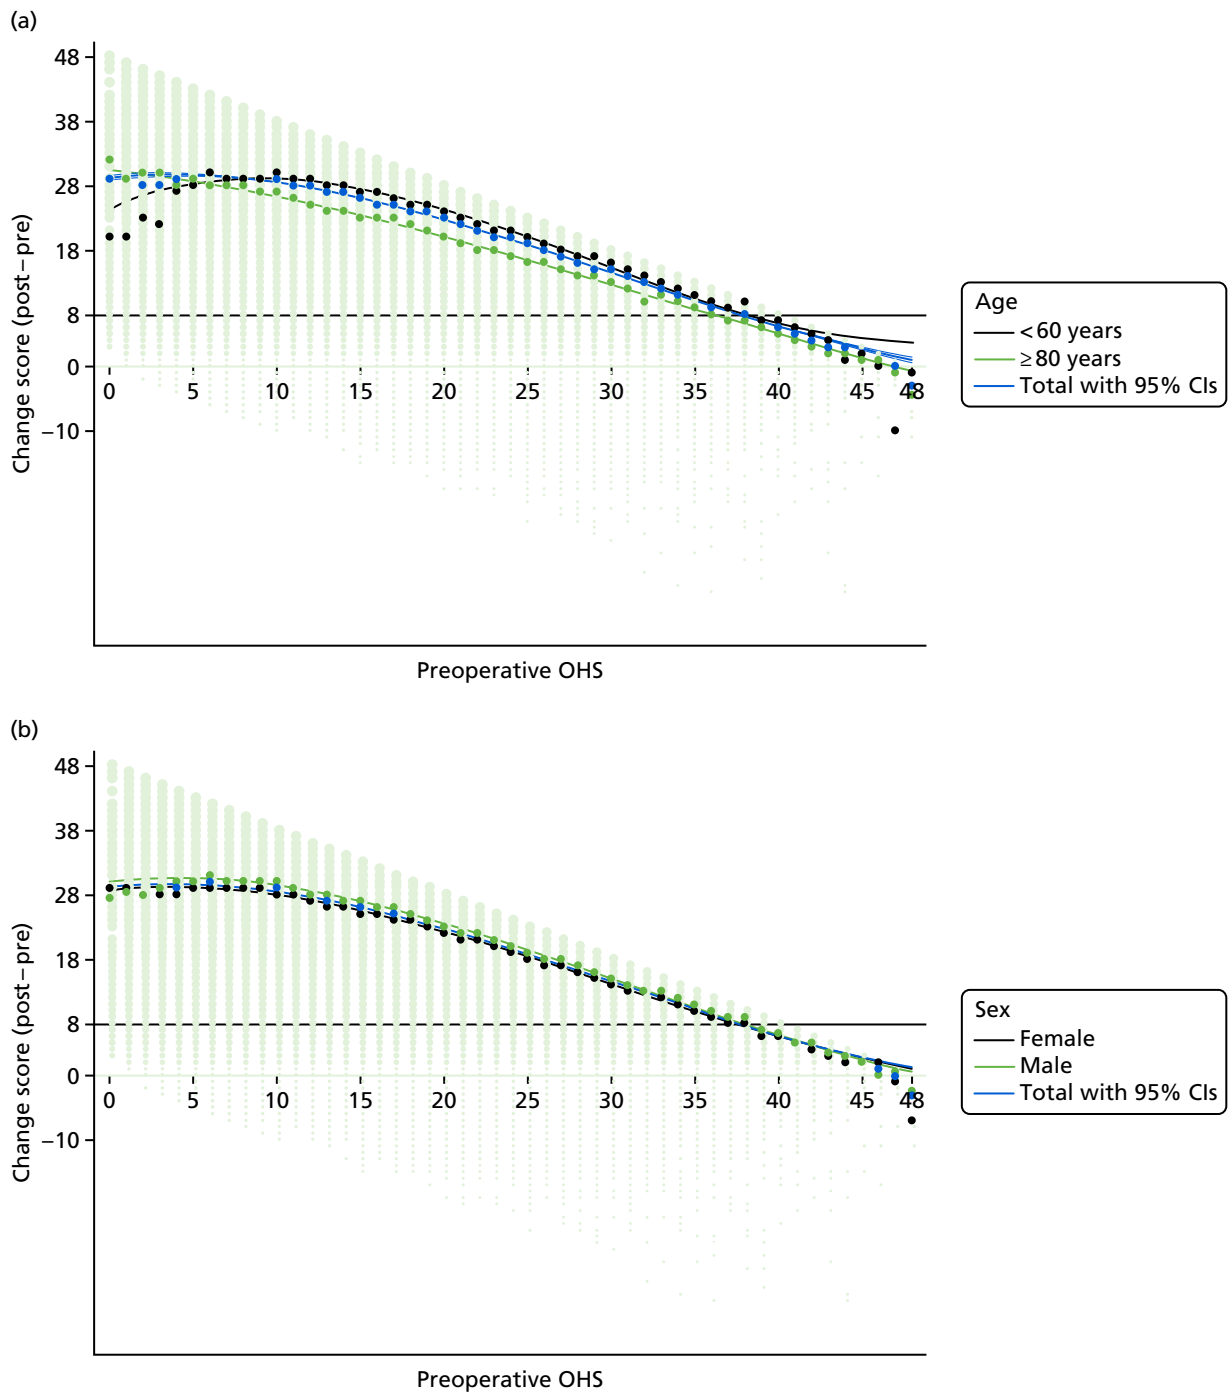 (a)
48
38
28
18
8
0
−10
0 5 10 15 20 25 30 35 40 45 48
Change score (post – pre)
Preoperative OHS
Age
<60 years
≥80 years
Total with 95% CIs
(b)
48
38
28
18
8
0
−10
0 5 10 15 20 25 30 35 40 45 48
Change score (post – pre)
Preoperative OHS
Sex
Female
Male
Total with 95% CIs